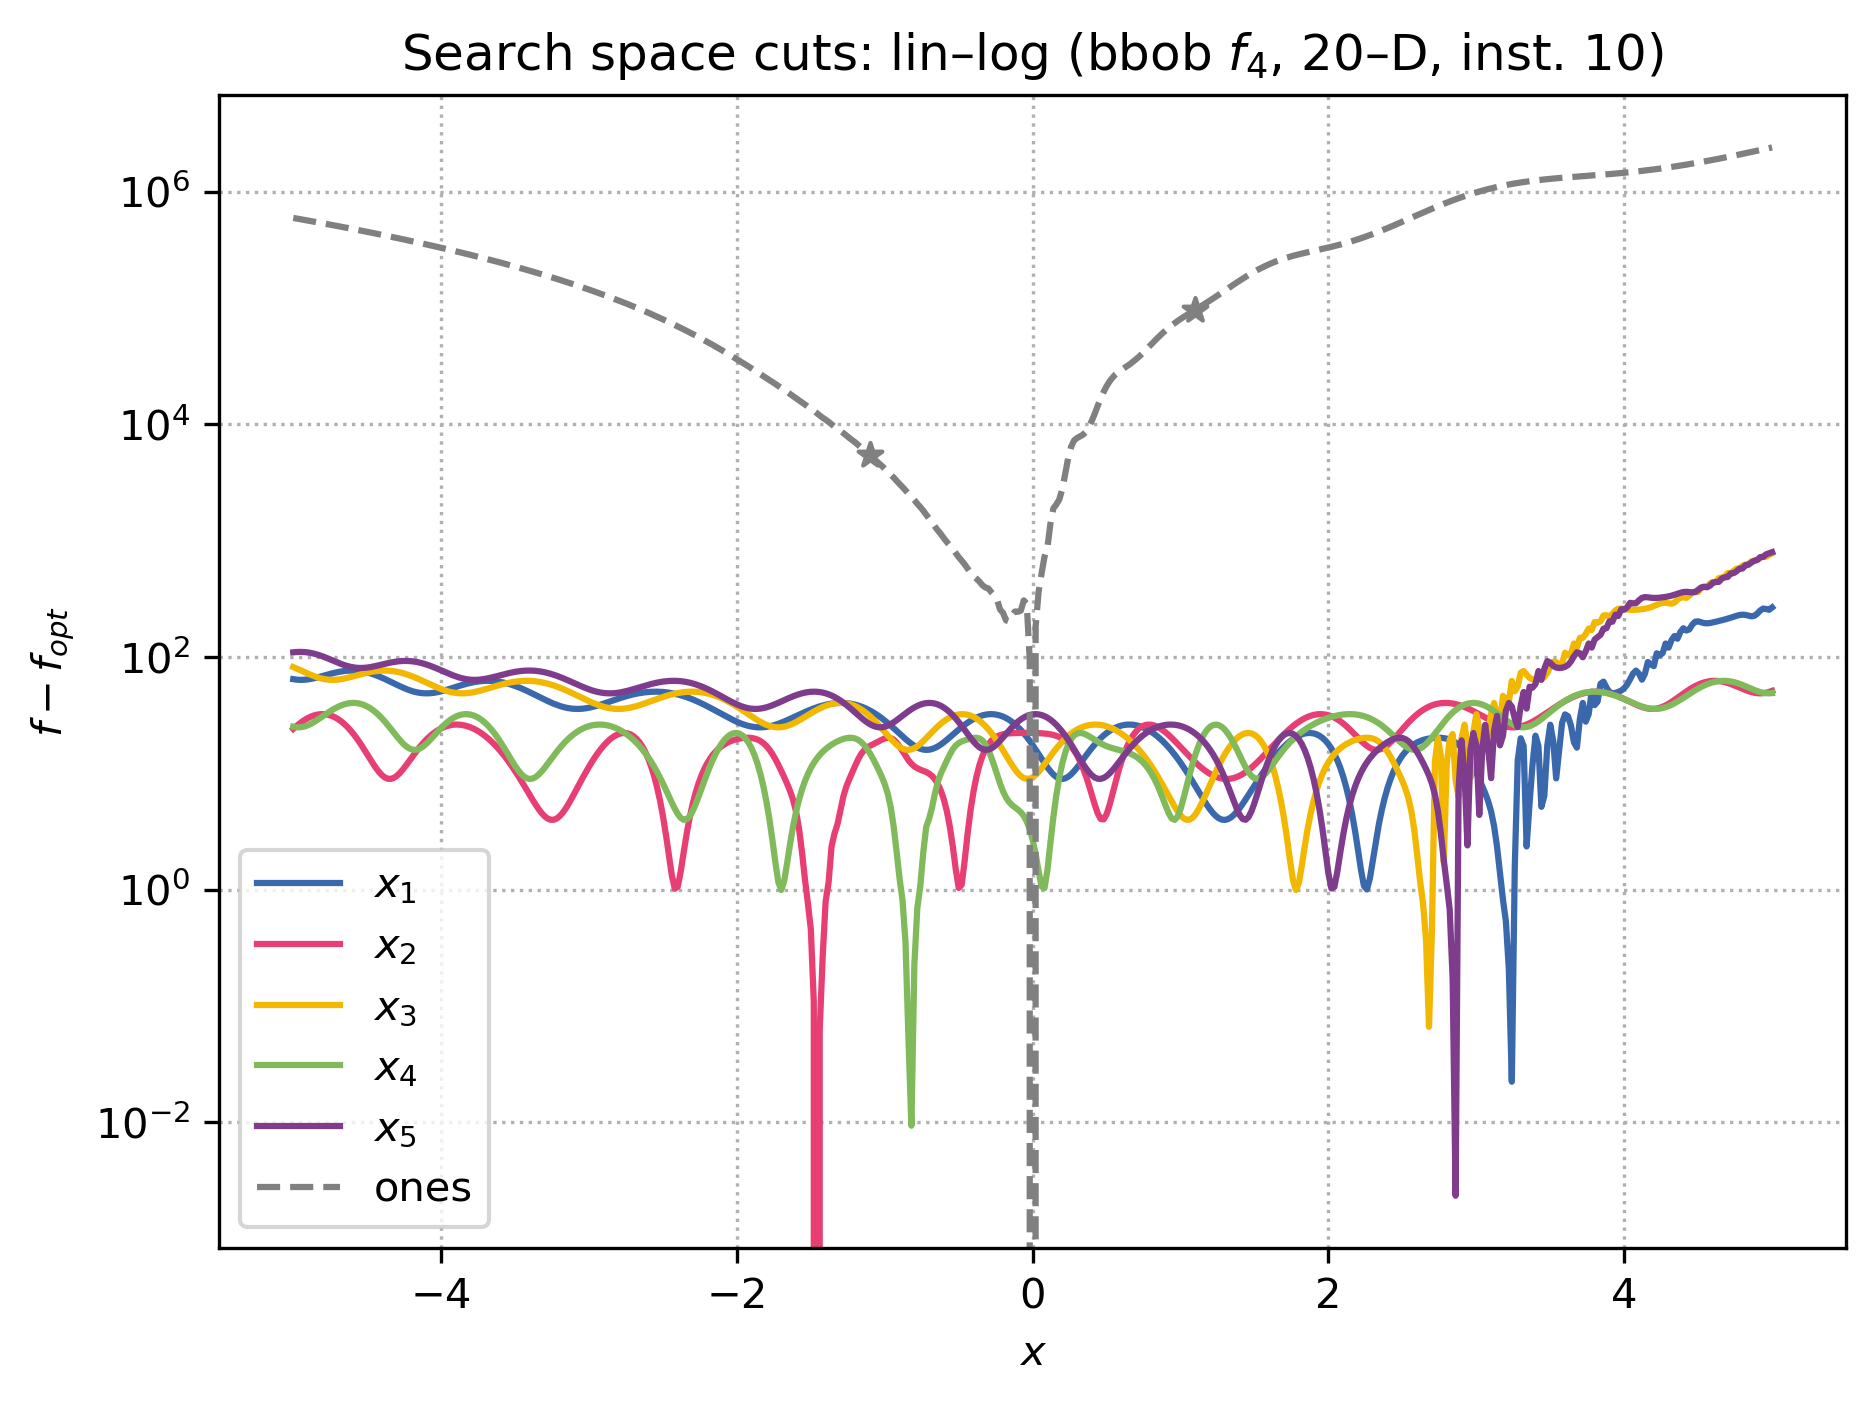 Search space cuts: lin–log (bbob f4, 20–D, inst. 10)
f − fopt
10^6
10^4
10^2
10^0
10^−2
x1
x2
x3
x4
x5
ones
−4
−2
0
2
4
x